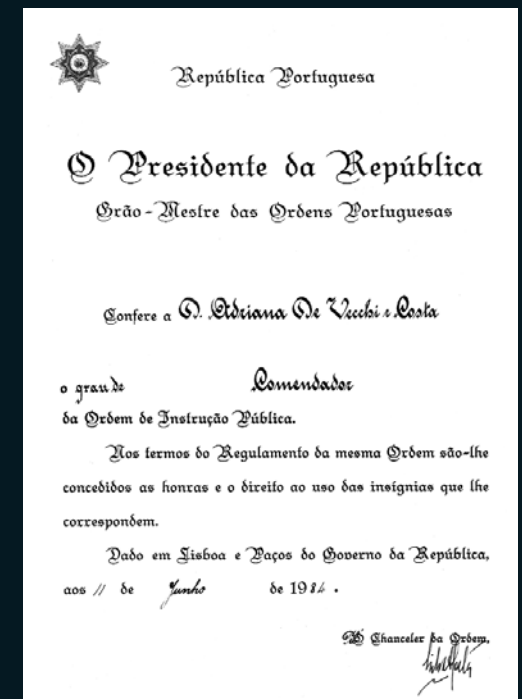 República Portuguesa
O Presidente da República
Grão-Mestre das Ordens Portuguesas
Confere a D. Adriana De Vecchi e Costa
o grau de Comendador
da Ordem de Instrução Pública.
Nos termos do Regulamento da mesma Ordem são-lhe
concedidos as honras e o direito ao uso das insígnias que lhe
correspondem.
Dado em Lisboa e Paços do Governo da República,
aos 11 de Junho de 1984.
O Chanceler da Ordem,